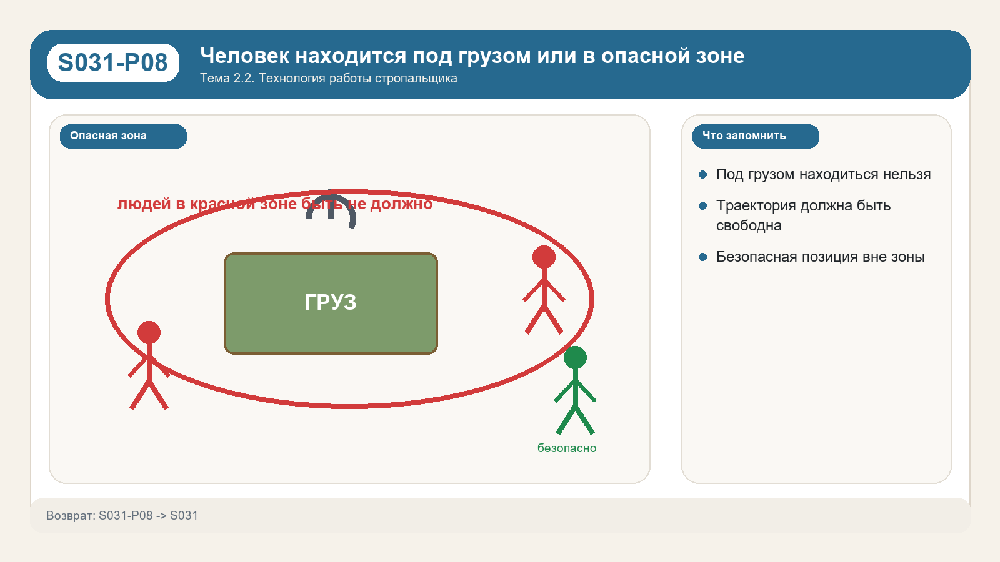 S031-P08
Человек находится под грузом или в опасной зоне
Тема 2.2. Технология работы стропальщика
Опасная зона
людей в красной зоне быть не должно
ГРУЗ
безопасно
Что запомнить
Под грузом находиться нельзя
Траектория должна быть
свободна
Безопасная позиция вне зоны
Возврат: S031-P08 -> S031